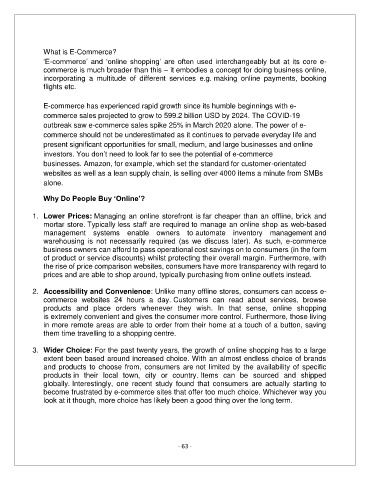 What is E-Commerce?
‘E-commerce’ and ‘online shopping’ are often used interchangeably but at its core e-
commerce is much broader than this – it embodies a concept for doing business online,
incorporating a multitude of different services e.g. making online payments, booking
flights etc.
E-commerce has experienced rapid growth since its humble beginnings with e-
commerce sales projected to grow to 599.2 billion USD by 2024. The COVID-19
outbreak saw e-commerce sales spike 25% in March 2020 alone. The power of e-
commerce should not be underestimated as it continues to pervade everyday life and
present significant opportunities for small, medium, and large businesses and online
investors. You don’t need to look far to see the potential of e-commerce
businesses. Amazon, for example, which set the standard for customer-orientated
websites as well as a lean supply chain, is selling over 4000 items a minute from SMBs
alone.
Why Do People Buy ‘Online’?
1. Lower Prices: Managing an online storefront is far cheaper than an offline, brick and
mortar store. Typically less staff are required to manage an online shop as web-based
management systems enable owners to automate inventory management and
warehousing is not necessarily required (as we discuss later). As such, e-commerce
business owners can afford to pass operational cost savings on to consumers (in the form
of product or service discounts) whilst protecting their overall margin. Furthermore, with
the rise of price comparison websites, consumers have more transparency with regard to
prices and are able to shop around, typically purchasing from online outlets instead.
2. Accessibility and Convenience: Unlike many offline stores, consumers can access e-
commerce websites 24 hours a day. Customers can read about services, browse
products and place orders whenever they wish. In that sense, online shopping
is extremely convenient and gives the consumer more control. Furthermore, those living
in more remote areas are able to order from their home at a touch of a button, saving
them time travelling to a shopping centre.
3. Wider Choice: For the past twenty years, the growth of online shopping has to a large
extent been based around increased choice. With an almost endless choice of brands
and products to choose from, consumers are not limited by the availability of specific
products in their local town, city or country. Items can be sourced and shipped
globally. Interestingly, one recent study found that consumers are actually starting to
become frustrated by e-commerce sites that offer too much choice. Whichever way you
look at it though, more choice has likely been a good thing over the long term.
- 63 -